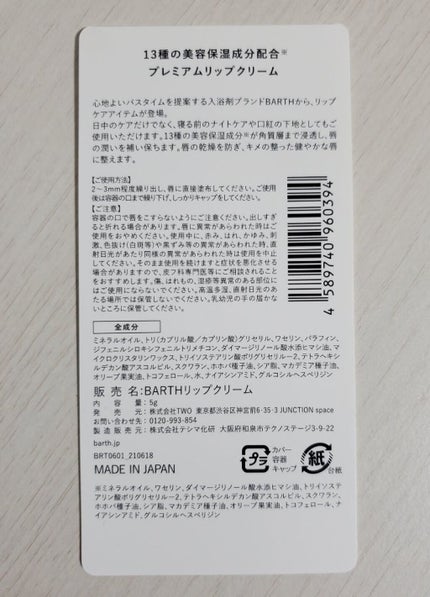 13種の美容保湿成分配合※
プレミアムリップクリーム
心地よいバスタイムを提案する入浴剤ブランドBARTHから、リップ
ケアアイテムが登場。
日中のケアだけでなく、寝る前のナイトケアや口紅の下地としてもご
使用いただけます。13種の美容保湿成分※が角質層まで浸透し、唇
の潤いを補い保ちます。唇の乾燥を防ぎ、キメの整った健やかな唇
に整えます。
【ご使用方法】
2～3mm程度繰り出し、唇に直接塗布してください。ご使用
後は容器の口まで繰り下げ、しっかりキャップをしてください。
【ご注意】
容器の口で唇をこすらないようにご注意ください。出しすぎ
ると折れる場合があります。唇に異常があらわれた時はご
使用をおやめください。使用中に、赤み、はれ、かゆみ、刺
激、色抜け(白斑等)や黒ずみ等の異常があらわれた時、直
射日光があたり同様の異常があらわれた時は使用を中止
してください。そのまま使用を続けますと症状を悪化させる
場合がありますので、皮フ科専門医等にご相談されること
をおすすめします。傷、はれもの、湿疹等異常のある部位に
はご使用にならないでください。高温多湿、直射日光のあ
たる場所では保管しないでください。乳幼児の手の届かな
いところに保管してください。
4 589740 960394
全成分
ミネラルオイル、トリ(カプリル酸/カプリン酸)グリセリル、ワセリン、パラフィン、
ジフェニルシロキシフェニルトリメチコン、ダイマージリノール酸水添ヒマシ油、マ
イクロクリスタリンワックス、トリイソステアリン酸ポリグリセリル-2、テトラヘキシ
ルデカン酸アスコルビル、スクワラン、ホホバ種子油、シア脂、マカデミア種子油、
オリーブ果実油、トコフェロール、水、ナイアシンアミド、グルコシルヘスペリジン
販売名:BARTHリップクリーム
内容量:5g
発売元:株式会社TWO 東京都渋谷区神宮前6-35-3 JUNCTION space
お問い合わせ:0120-993-854
製造販売元:株式会社テシマ化研 大阪府和泉市テクノステージ3-9-22
barth.jp
BRT0601_210618
MADE IN JAPAN
プラ
カバー
容器
キャップ
紙
台紙
※ミネラルオイル、ワセリン、ダイマージリノール酸水添ヒマシ油、トリイソステ
アリン酸ポリグリセリル-2、テトラヘキシルデカン酸アスコルビル、スクワラン、
ホホバ種子油、シア脂、マカデミア種子油、オリーブ果実油、トコフェロール、ナ
イアシンアミド、グルコシルヘスペリジン